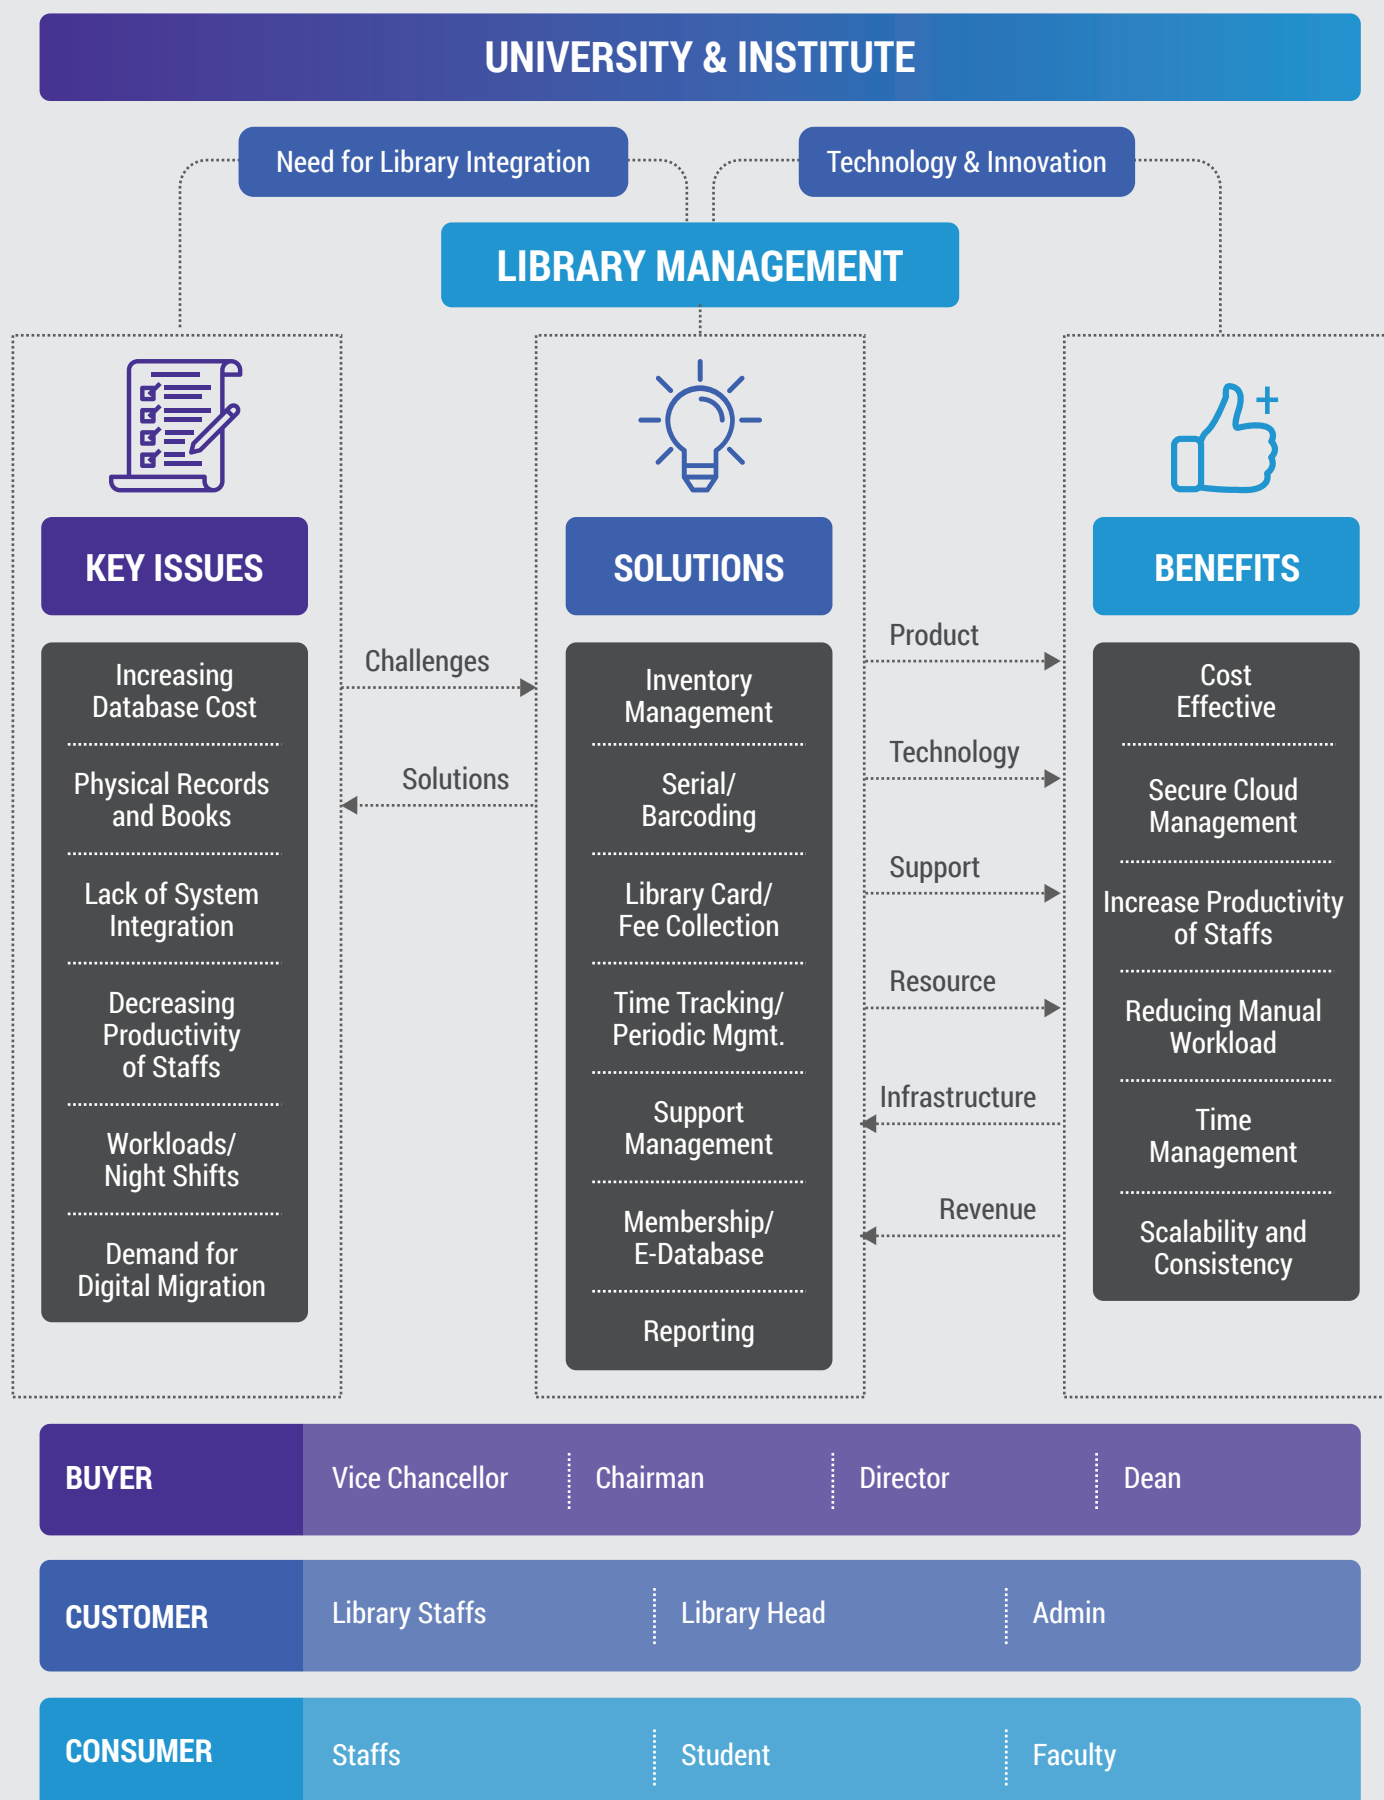 UNIVERSITY & INSTITUTE
Need for Library Integration
Technology & Innovation
LIBRARY MANAGEMENT
KEY ISSUES
Increasing
Database Cost
Physical Records
and Books
Lack of System
Integration
Decreasing
Productivity
of Staffs
Workloads/
Night Shifts
Demand for
Digital Migration
Challenges
Solutions
SOLUTIONS
Inventory
Management
Serial/
Barcoding
Library Card/
Fee Collection
Time Tracking/
Periodic Mgmt.
Support
Management
Membership/
E-Database
Reporting
Product
Technology
Support
Resource
Infrastructure
Revenue
BENEFITS
Cost
Effective
Secure Cloud
Management
Increase Productivity
of Staffs
Reducing Manual
Workload
Time
Management
Scalability and
Consistency
BUYER
Vice Chancellor
Chairman
Director
Dean
CUSTOMER
Library Staffs
Library Head
Admin
CONSUMER
Staffs
Student
Faculty